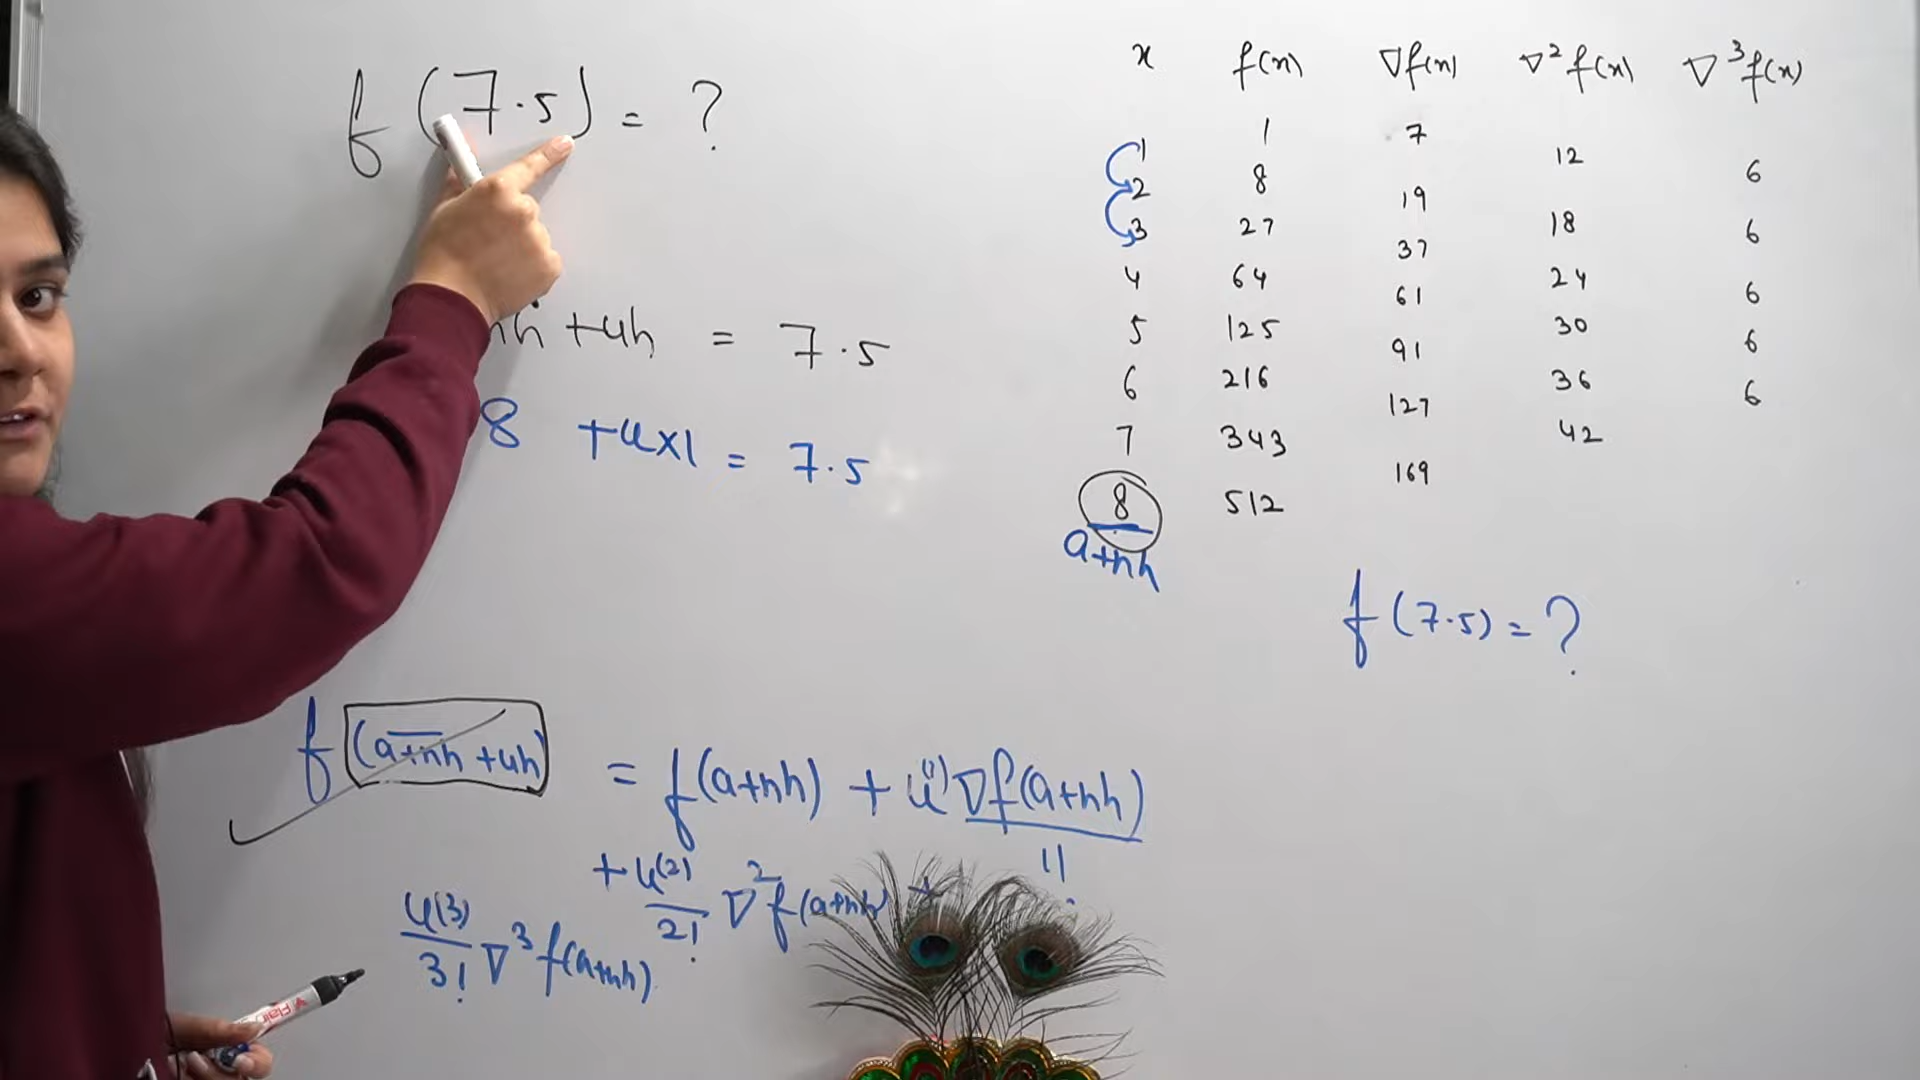 f(7.5) = ?
nh + uh = 7.5
8 + u×1 = 7.5
x f(x) ∇f(x) ∇²f(x) ∇³f(x)
1 1 7 12 6
2 8 19 18 6
3 27 37 24 6
4 64 61 30 6
5 125 91 36 6
6 216 127 42
7 343 169
8 512
a+nh
f(7.5) = ?
f(a+nh+uh) = f(a+nh) + u⁽¹⁾ ∇f(a+nh)/1!
+ u⁽²⁾/2! ∇²f(a+nh) +
u⁽³⁾/3! ∇³f(a+nh).
Flair